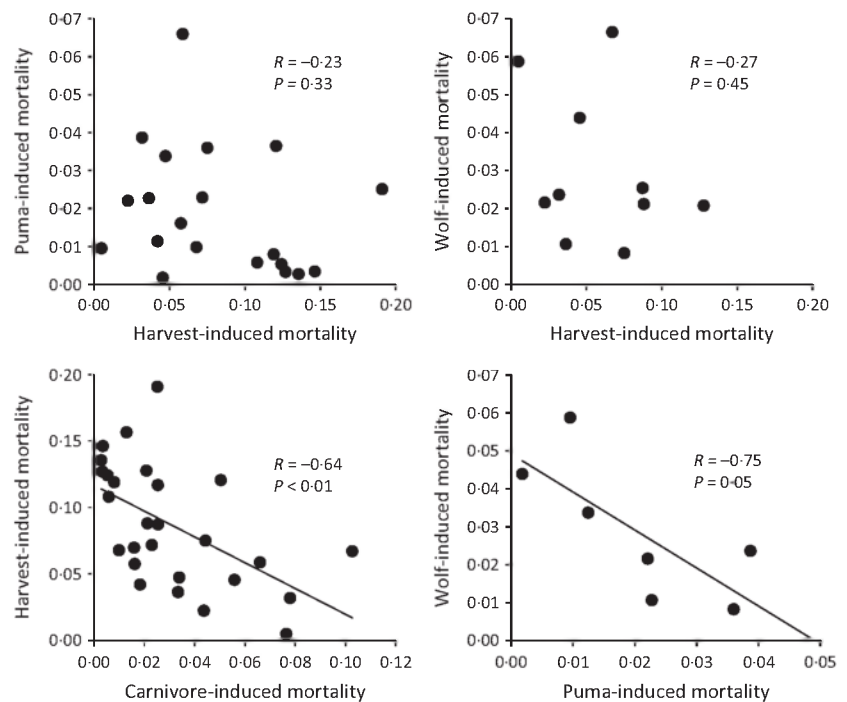 Puma-induced mortality
0·07
0·06
0·05
0·04
0·03
0·02
0·01
0·00
R = –0·23
P = 0·33
0·00 0·05 0·10 0·15 0·20
Harvest-induced mortality
Wolf-induced mortality
0·07
0·06
0·05
0·04
0·03
0·02
0·01
0·00
R = –0·27
P = 0·45
0·00 0·05 0·10 0·15 0·20
Harvest-induced mortality
Harvest-induced mortality
0·20
0·15
0·10
0·05
0·00
R = –0·64
P < 0·01
0·00 0·02 0·04 0·06 0·08 0·10 0·12
Carnivore-induced mortality
Wolf-induced mortality
0·07
0·06
0·05
0·04
0·03
0·02
0·01
0·00
R = –0·75
P = 0·05
0·00 0·01 0·02 0·03 0·04 0·05
Puma-induced mortality